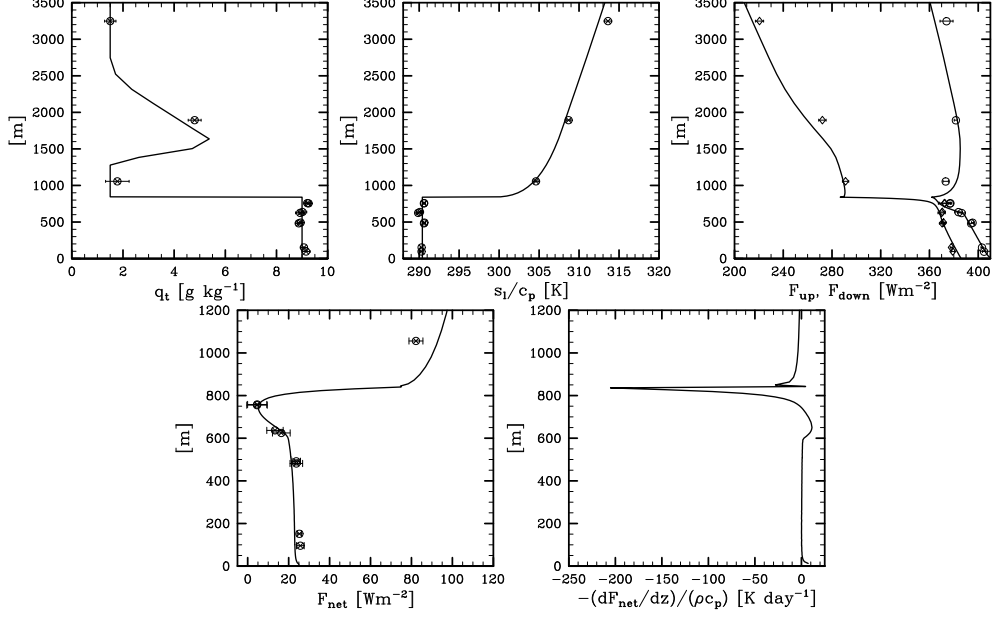 3500 3500 3500
3000 3000 3000
2500 2500 2500
2000 2000 2000
[m] [m] [m]
1500 1500 1500
1000 1000 1000
500 500 500
0 0 0
0 2 4 6 8 10 290 295 300 305 310 315 320 200 240 280 320 360 400
q_t [g kg⁻¹] s_l/c_p [K] F_up, F_down [Wm⁻²]
1200 1200
1000 1000
800 800
[m] [m]
600 600
400 400
200 200
0 0
0 20 40 60 80 100 120 −250 −200 −150 −100 −50 0
F_net [Wm⁻²] −(dF_net/dz)/(ρc_p) [K day⁻¹]